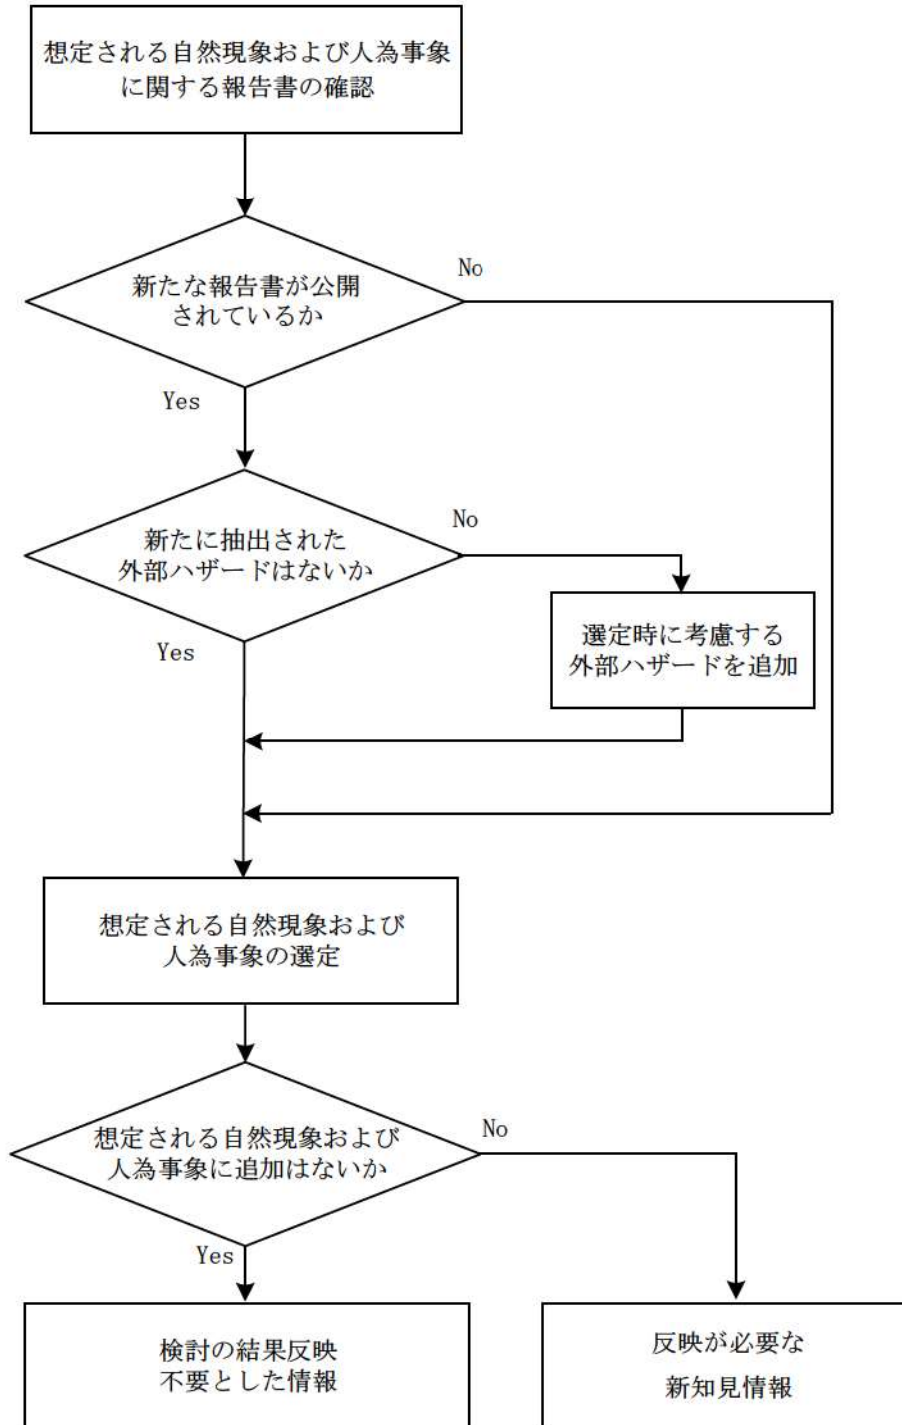 想定される自然現象および人為事象
に関する報告書の確認
新たな報告書が公開
されているか
No
Yes
新たに抽出された
外部ハザードはないか
No
Yes
選定時に考慮する
外部ハザードを追加
想定される自然現象および
人為事象の選定
想定される自然現象および
人為事象に追加はないか
No
Yes
検討の結果反映
不要とした情報
反映が必要な
新知見情報